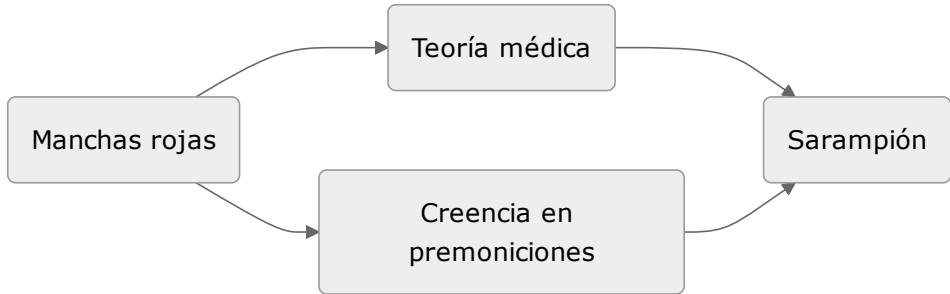 Teoría médica
Manchas rojas
Sarampión
Creencia en
premoniciones